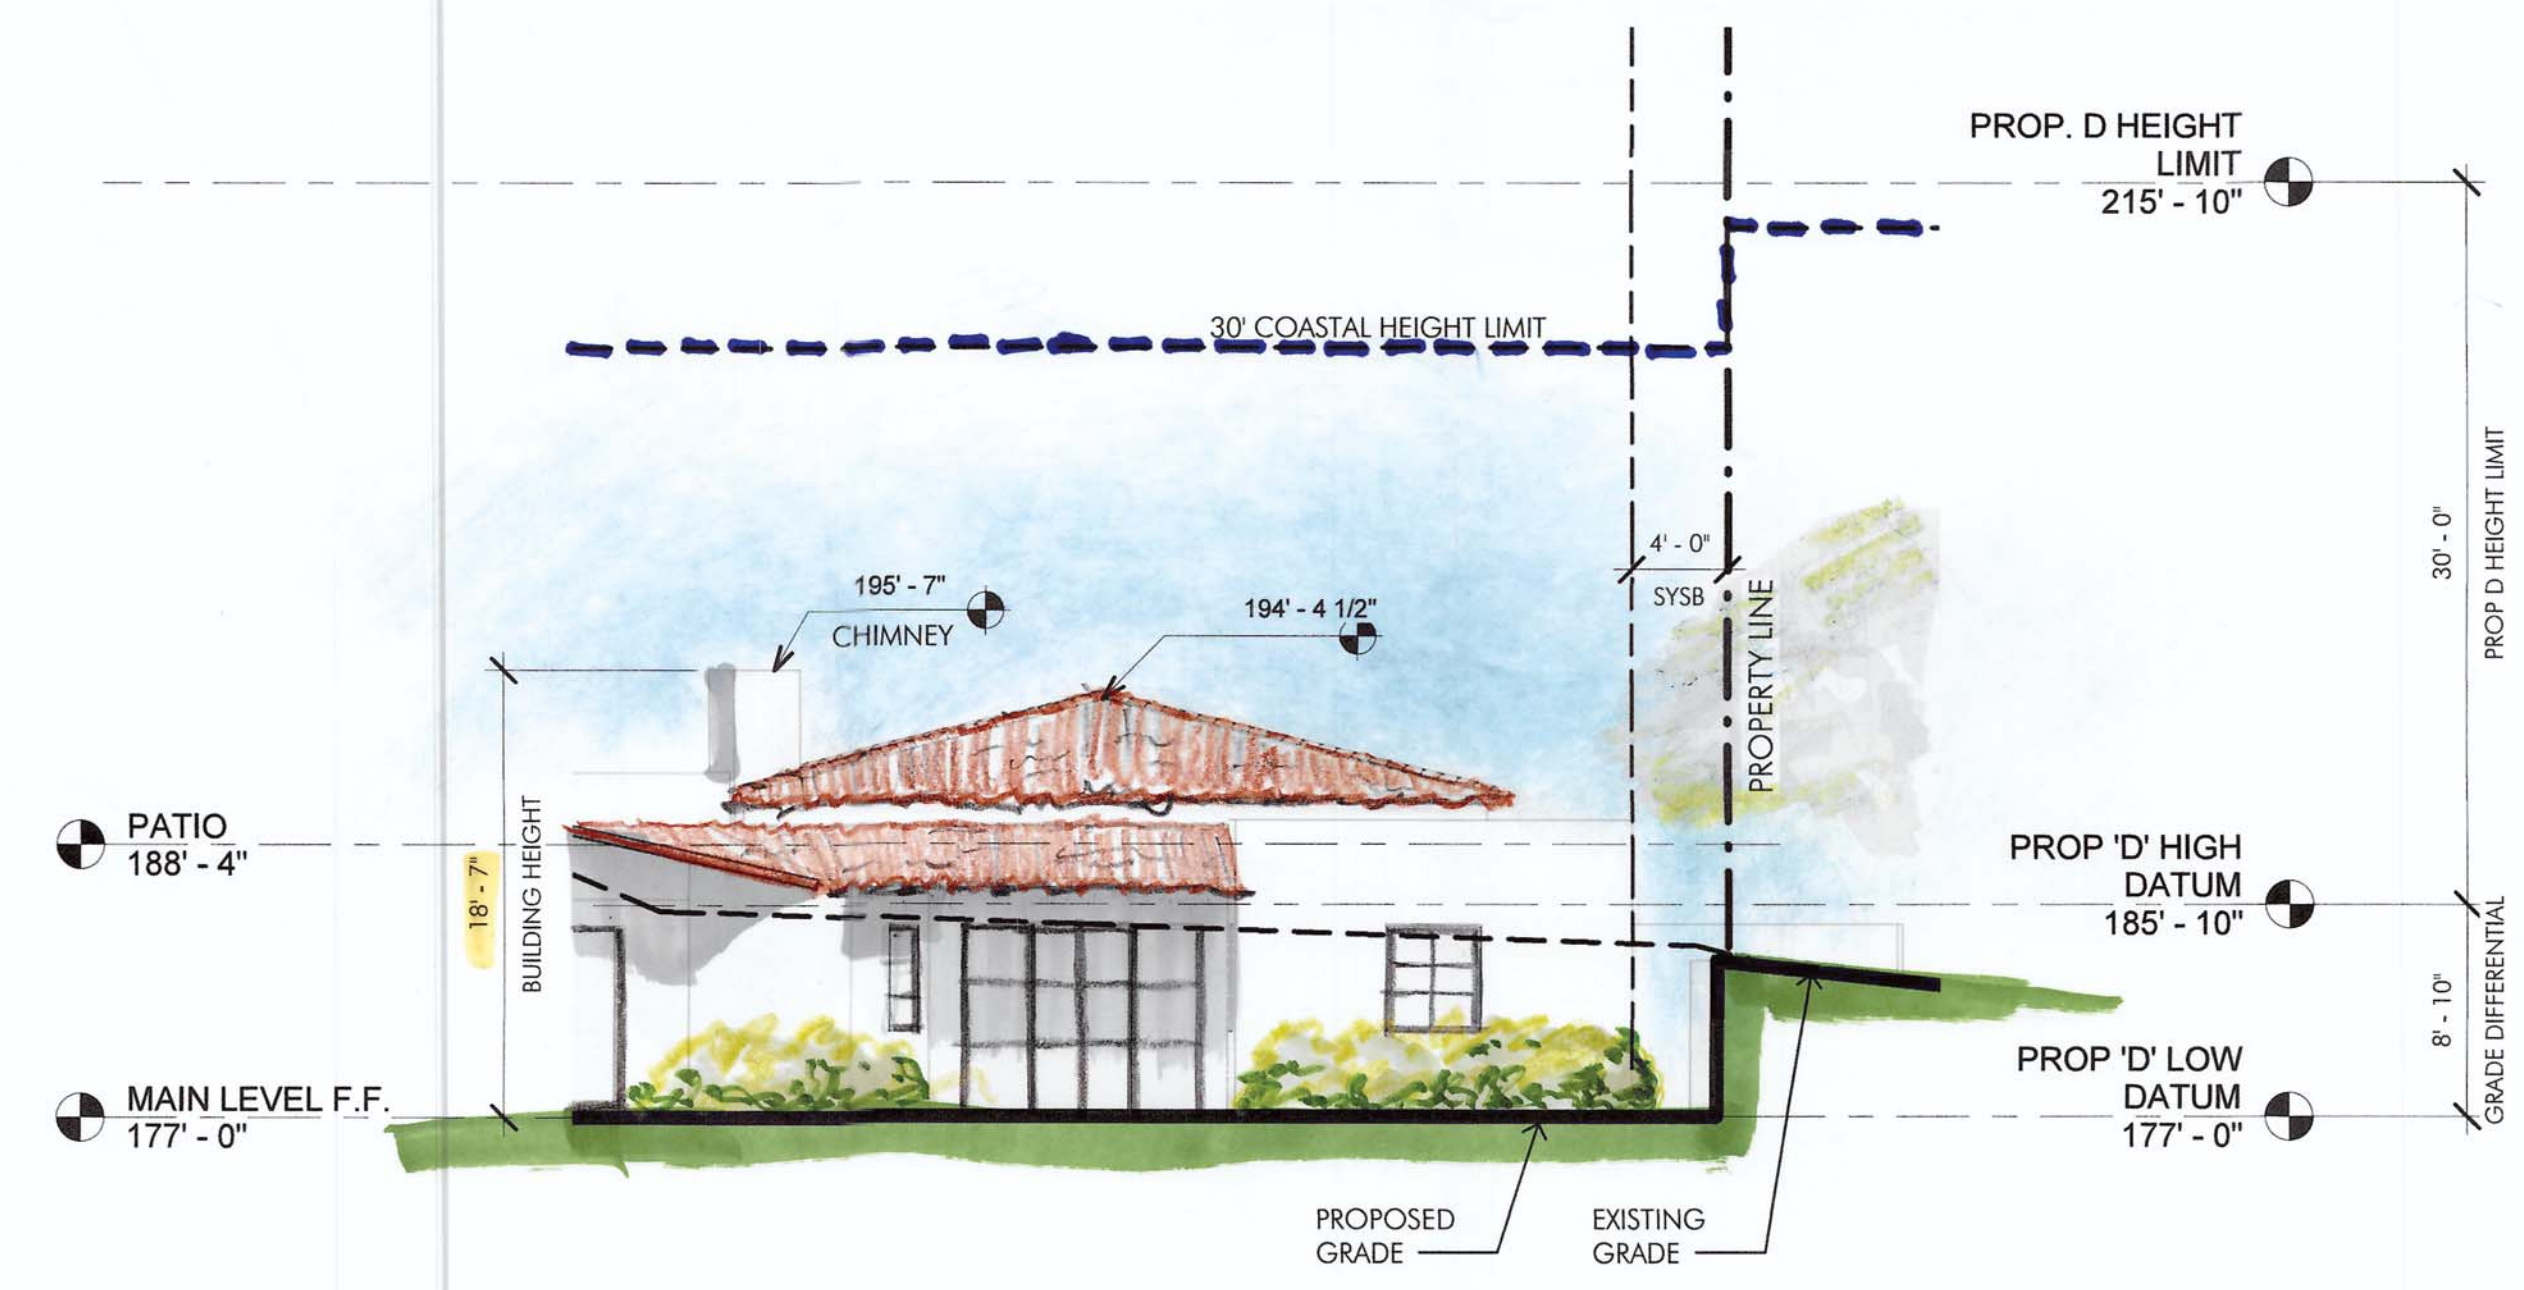 PROP. D HEIGHT
LIMIT
215' - 10"
30' COASTAL HEIGHT LIMIT
4' - 0"
SYSB
PROPERTY LINE
195' - 7"
CHIMNEY
194' - 4 1/2"
30' - 0"
PROP D HEIGHT LIMIT
PATIO
188' - 4"
18' - 7"
BUILDING HEIGHT
PROP 'D' HIGH
DATUM
185' - 10"
8' - 10"
GRADE DIFFERENTIAL
MAIN LEVEL F.F.
177' - 0"
PROP 'D' LOW
DATUM
177' - 0"
PROPOSED
GRADE
EXISTING
GRADE